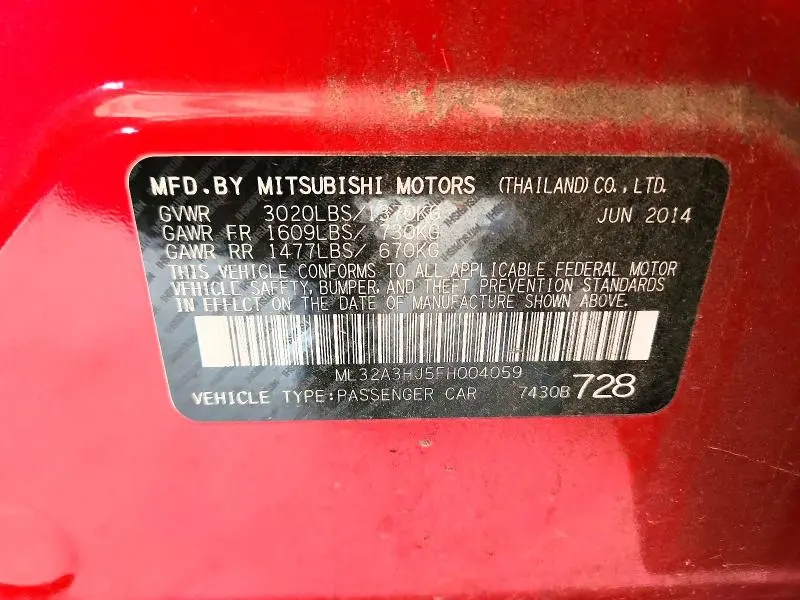 MFD.BY MITSUBISHI MOTORS (THAILAND) CO., LTD.
GVWR 3020LBS/1370KG JUN 2014
GAWR FR 1609LBS/ 730KG
GAWR RR 1477LBS/ 670KG
THIS VEHICLE CONFORMS TO ALL APPLICABLE FEDERAL MOTOR
VEHICLE SAFETY, BUMPER, AND THEFT PREVENTION STANDARDS
IN EFFECT ON THE DATE OF MANUFACTURE SHOWN ABOVE.
ML32A3HJ5FH004059
VEHICLE TYPE:PASSENGER CAR 7430B 728